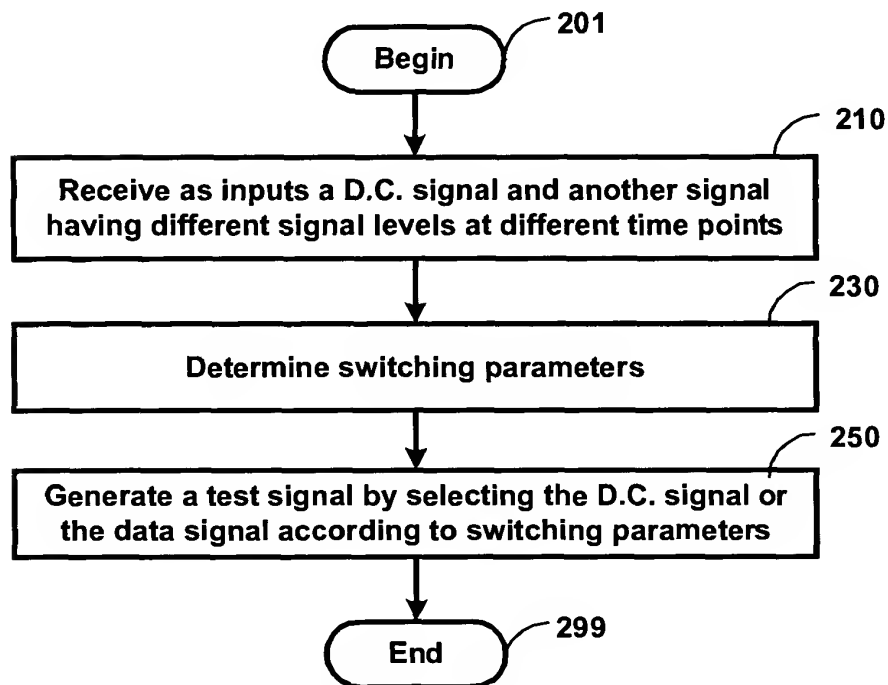 201
Begin
210
Receive as inputs a D.C. signal and another signal
having different signal levels at different time points
230
Determine switching parameters
250
Generate a test signal by selecting the D.C. signal or
the data signal according to switching parameters
299
End